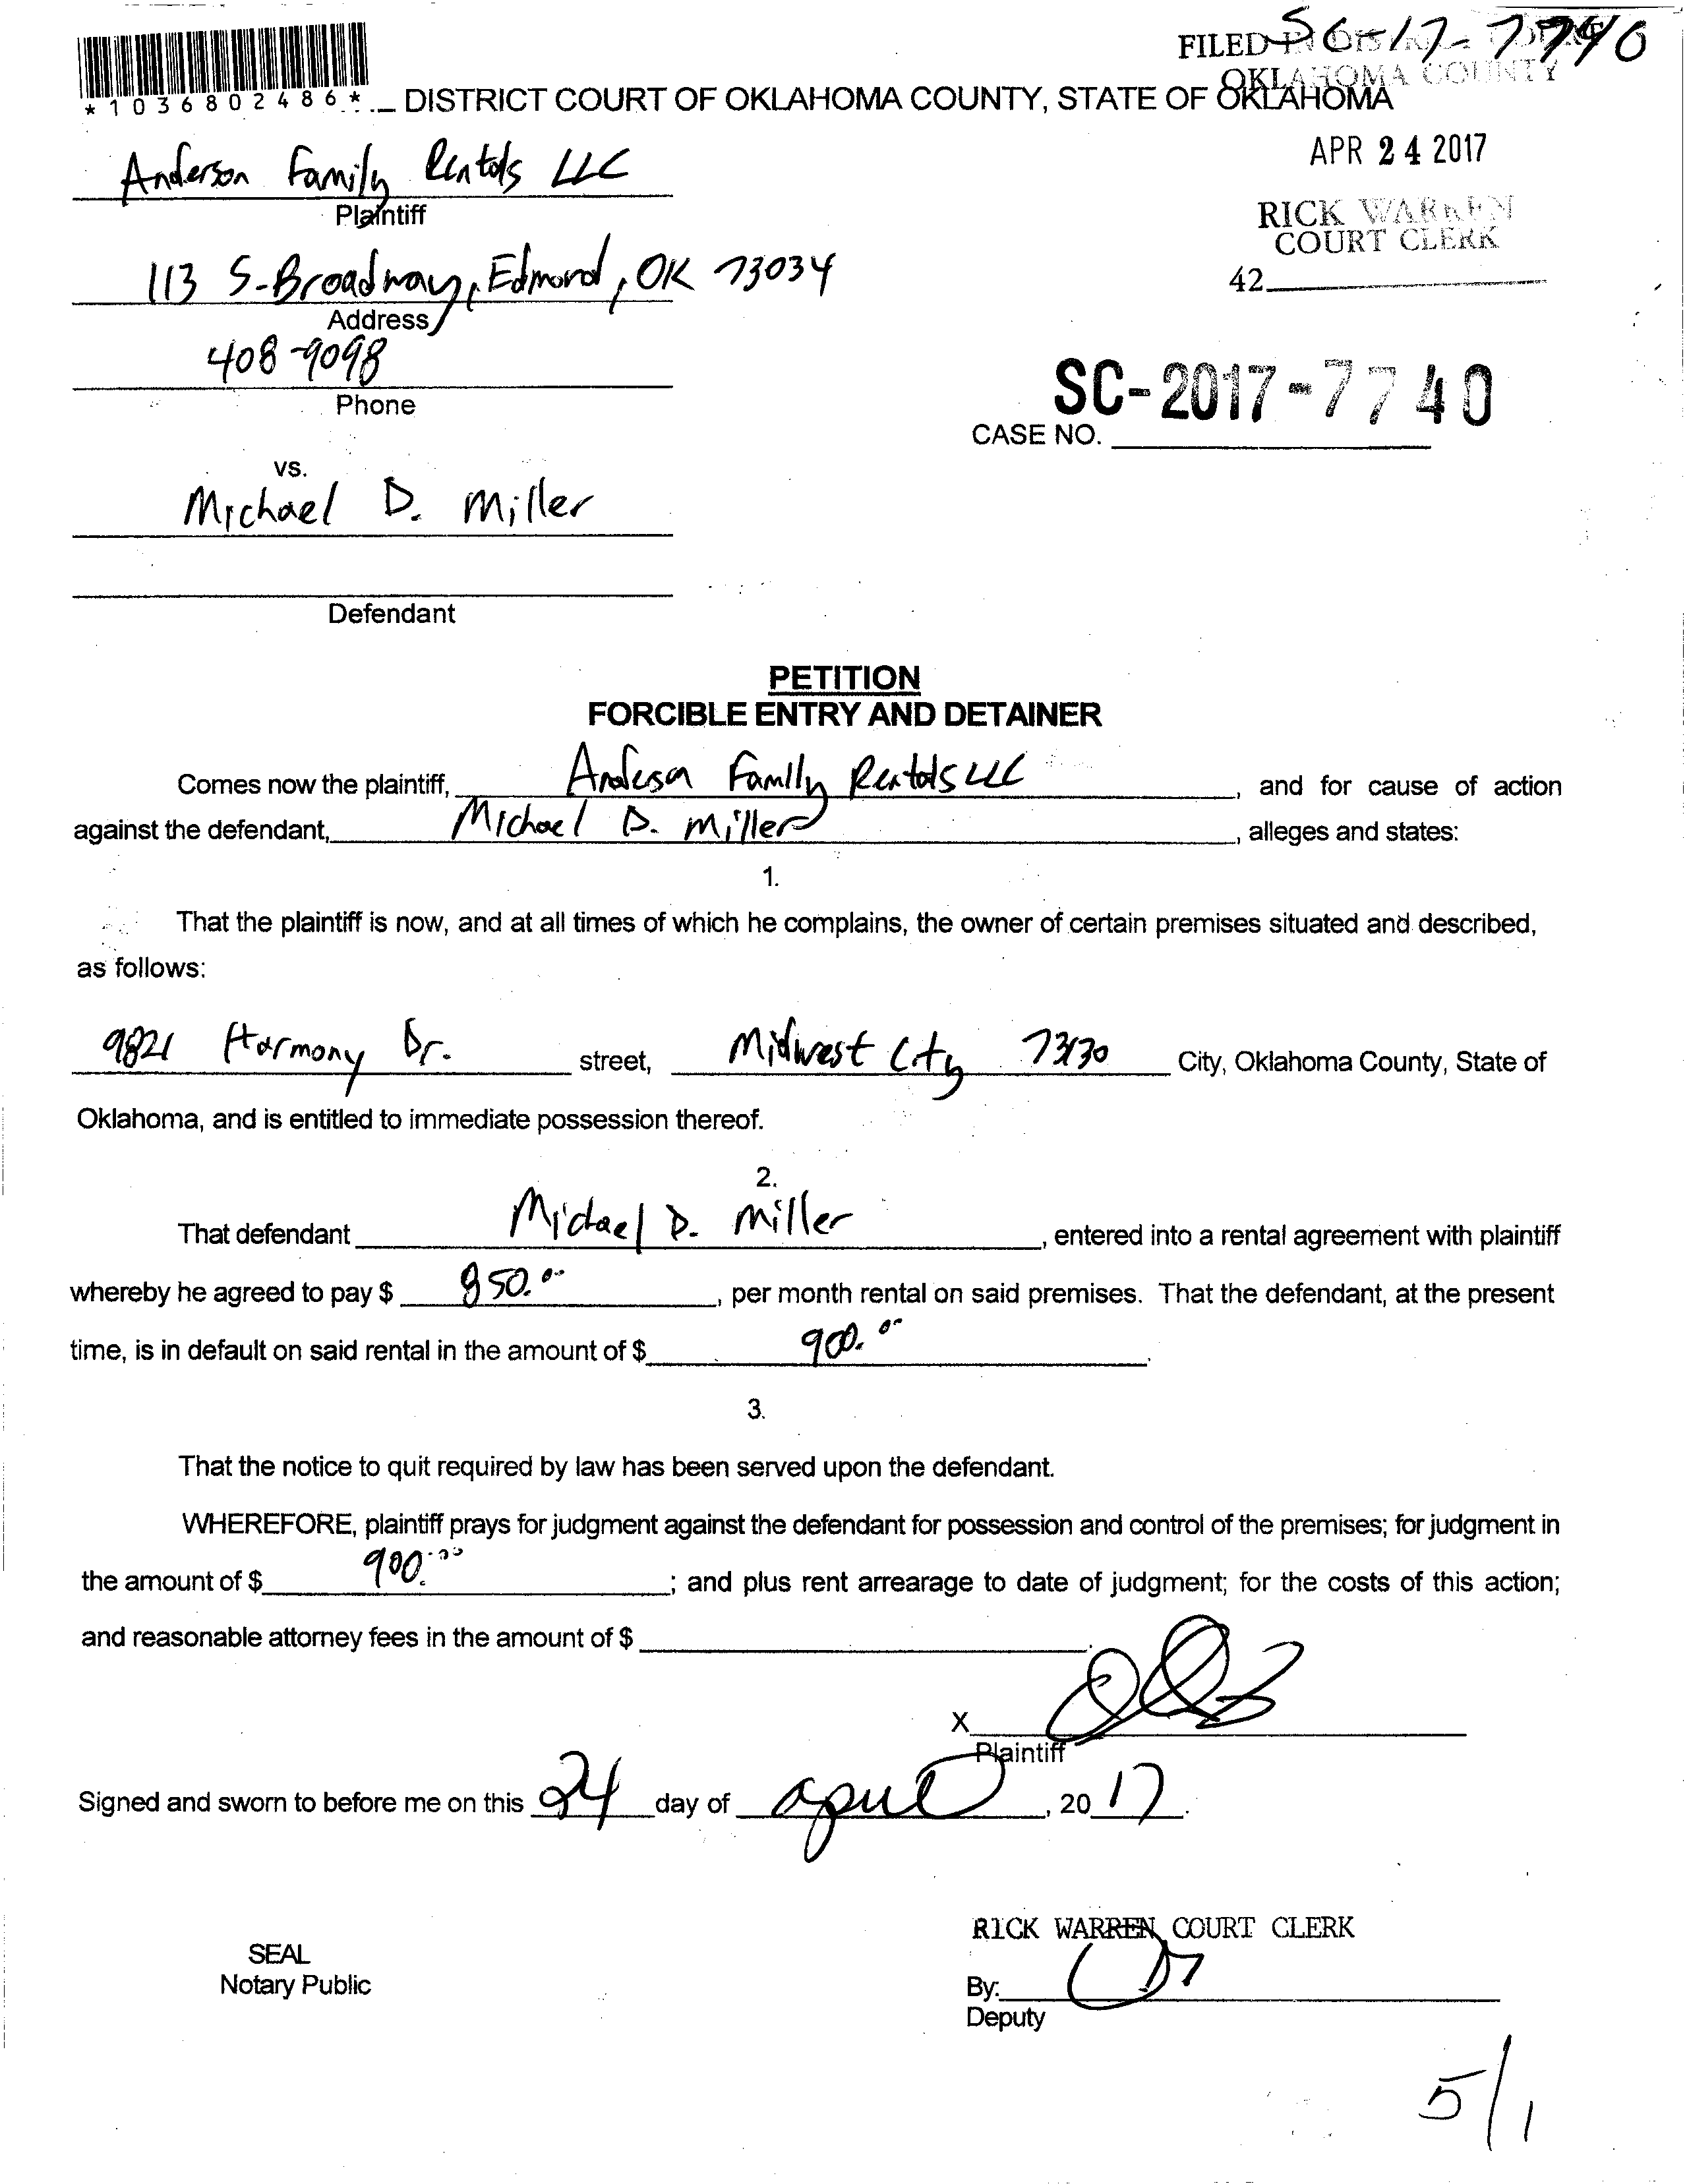 SC-17-7740
FILED IN DISTRICT COURT
OKLAHOMA COUNTY
*1036802486*
DISTRICT COURT OF OKLAHOMA COUNTY, STATE OF OKLAHOMA
APR 24 2017
Anderson Family Rentals LLC
Plaintiff
RICK WARREN
COURT CLERK
113 S. Broadway, Edmond, OK 73034
42
Address
408-9098
Phone
SC-2017-7740
CASE NO.
vs.
Michael D. Miller
Defendant
PETITION
FORCIBLE ENTRY AND DETAINER
Comes now the plaintiff, Anderson Family Rentals LLC, and for cause of action
against the defendant, Michael D. Miller, alleges and states:
1.
That the plaintiff is now, and at all times of which he complains, the owner of certain premises situated and described,
as follows:
9821 Harmony Dr. street, Midwest City 73130 City, Oklahoma County, State of
Oklahoma, and is entitled to immediate possession thereof.
2.
That defendant Michael D. Miller, entered into a rental agreement with plaintiff
whereby he agreed to pay $ 850.00, per month rental on said premises. That the defendant, at the present
time, is in default on said rental in the amount of $ 900.00.
3.
That the notice to quit required by law has been served upon the defendant.
WHEREFORE, plaintiff prays for judgment against the defendant for possession and control of the premises; for judgment in
the amount of $ 900.00; and plus rent arrearage to date of judgment; for the costs of this action;
and reasonable attorney fees in the amount of $
X
Plaintiff
Signed and sworn to before me on this 24 day of april, 20 17.
RICK WARREN COURT CLERK
SEAL
Notary Public
By:
Deputy
5/1